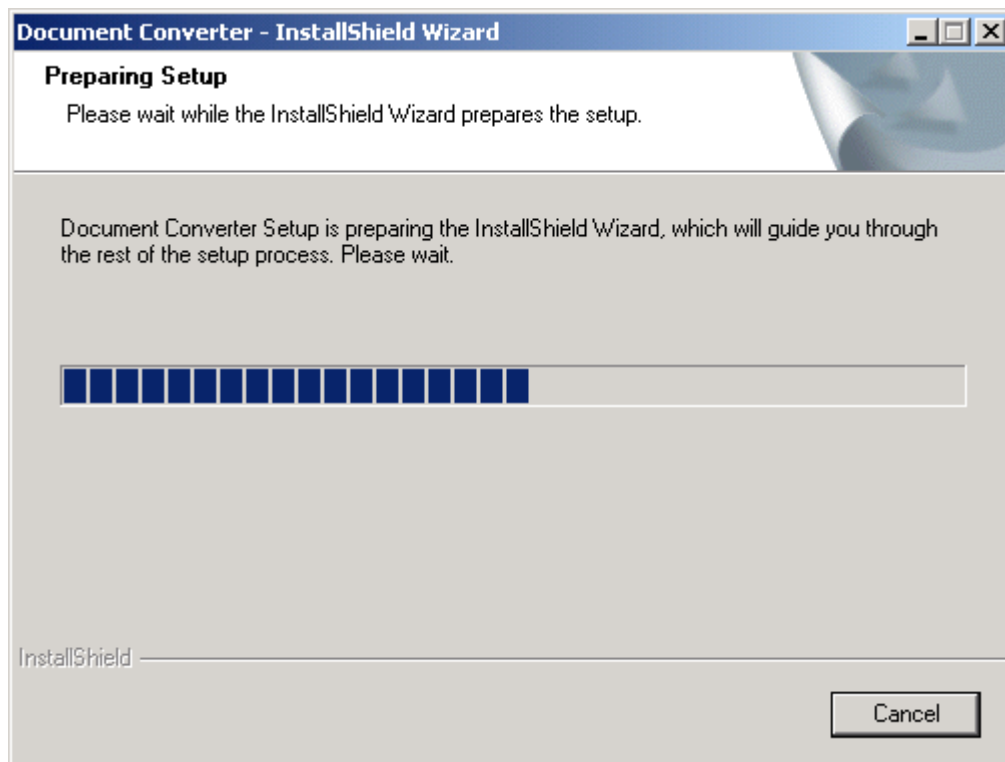 Document Converter - InstallShield Wizard
Preparing Setup
Please wait while the InstallShield Wizard prepares the setup.
Document Converter Setup is preparing the InstallShield Wizard, which will guide you through
the rest of the setup process. Please wait.
InstallShield
Cancel